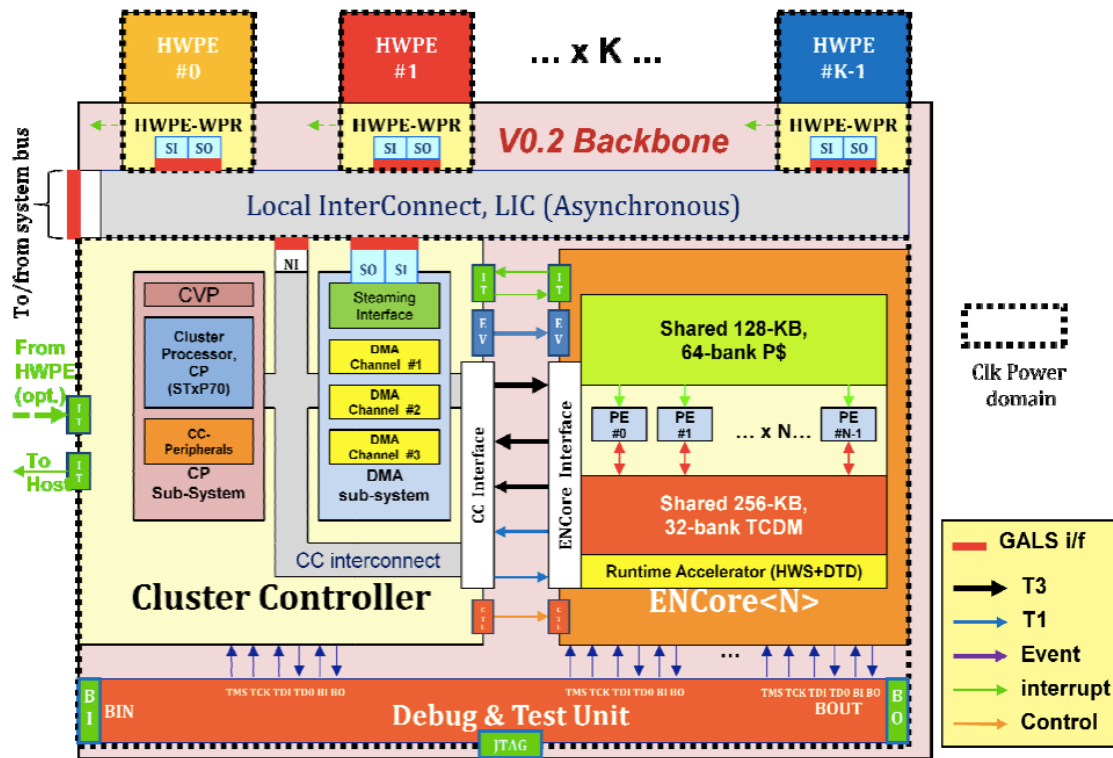 HWPE
#0
HWPE
#1
... x K ...
HWPE
#K-1
HWPE-WPR
SI SO
HWPE-WPR
SI SO
V0.2 Backbone
HWPE-WPR
SI SO
To/from system bus
Local InterConnect, LIC (Asynchronous)
NI
SO SI
CVP
Cluster
Processor,
CP
(STxP70)
CC-
Peripherals
CP
Sub-System
Steaming
Interface
DMA
Channel #1
DMA
Channel #2
DMA
Channel #3
DMA
sub-system
CC interconnect
Cluster Controller
From
HWPE
(opt.)
IT
To
Host
IT
IT
IT
EV
EV
CC Interface
ENCore Interface
CTL
CTL
Shared 128-KB,
64-bank P$
PE
#0
PE
#1
... x N...
PE
#N-1
Shared 256-KB,
32-bank TCDM
Runtime Accelerator (HWS+DTD)
ENCore<N>
Clk Power
domain
GALS i/f
T3
T1
Event
interrupt
Control
...
TMS TCK TDI TDO BI BO
TMS TCK TDI TDO BI BO
TMS TCK TDI TDO BI BO
BI
BIN
Debug & Test Unit
BOUT
BO
JTAG